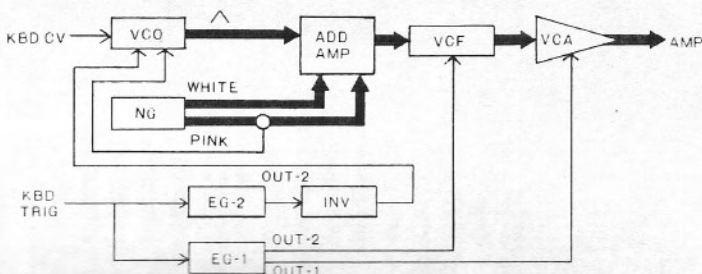 KBD CV
VCO
ADD
AMP
VCF
VCA
AMP
WHITE
NG
PINK
OUT-2
KBD
TRIG
EG-2
INV
OUT-2
EG-1
OUT-1